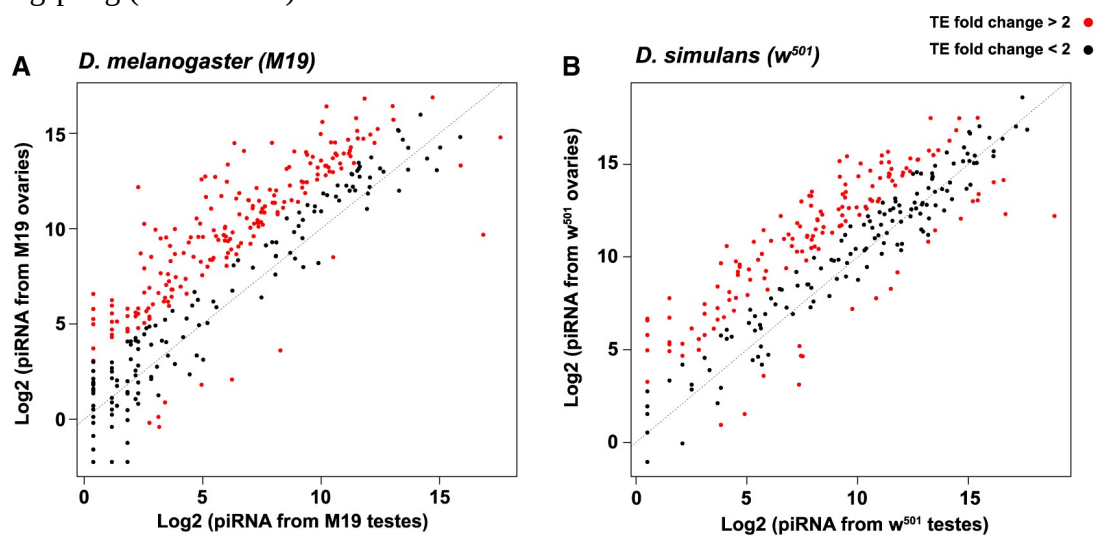 TE fold change > 2
TE fold change < 2
A
D. melanogaster (M19)
Log2 (piRNA from M19 ovaries)
15
10
5
0
0 5 10 15
Log2 (piRNA from M19 testes)
B
D. simulans (w⁵⁰¹)
Log2 (piRNA from w⁵⁰¹ ovaries)
15
10
5
0
0 5 10 15
Log2 (piRNA from w⁵⁰¹ testes)